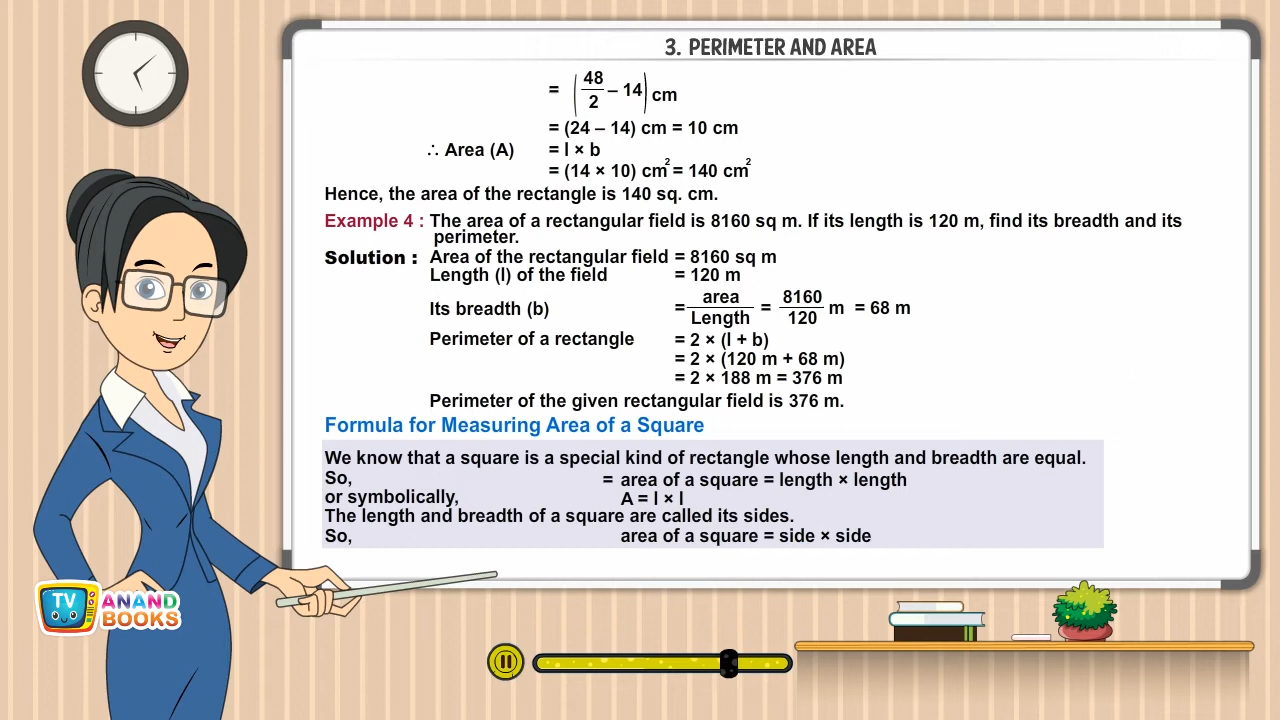 3. PERIMETER AND AREA
= (48/2 – 14) cm
= (24 – 14) cm = 10 cm
∴ Area (A) = l × b
= (14 × 10) cm² = 140 cm²
Hence, the area of the rectangle is 140 sq. cm.
Example 4 : The area of a rectangular field is 8160 sq m. If its length is 120 m, find its breadth and its
perimeter.
Solution : Area of the rectangular field = 8160 sq m
Length (l) of the field = 120 m
Its breadth (b) = area/Length = 8160/120 m = 68 m
Perimeter of a rectangle = 2 × (l + b)
= 2 × (120 m + 68 m)
= 2 × 188 m = 376 m
Perimeter of the given rectangular field is 376 m.
Formula for Measuring Area of a Square
We know that a square is a special kind of rectangle whose length and breadth are equal.
So, = area of a square = length × length
or symbolically, A = l × l
The length and breadth of a square are called its sides.
So, area of a square = side × side
TV ANAND
BOOKS